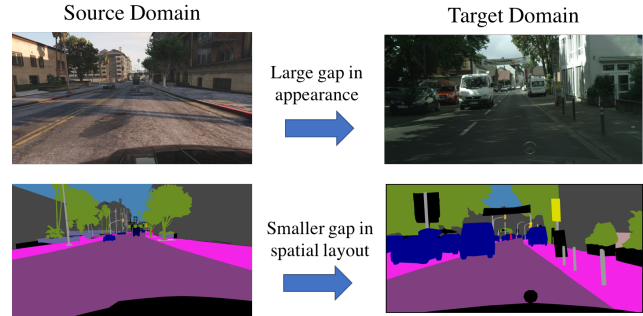 Source Domain
Target Domain
Large gap in
appearance
Smaller gap in
spatial layout